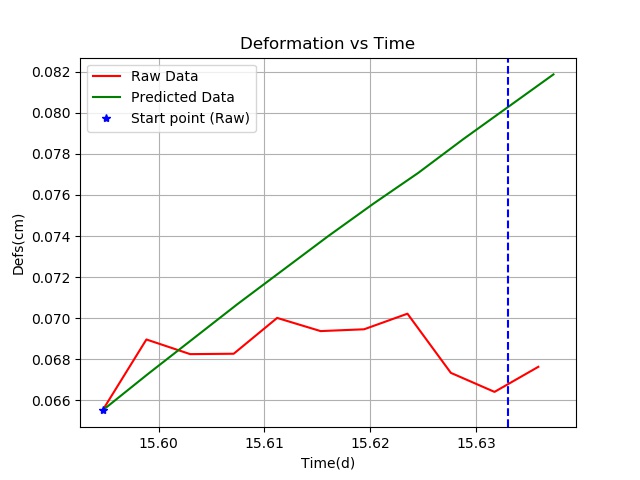 Deformation vs Time
Raw Data
Predicted Data
Start point (Raw)
0.082
0.080
0.078
0.076
0.074
0.072
0.070
0.068
0.066
Defs(cm)
15.60 15.61 15.62 15.63
Time(d)